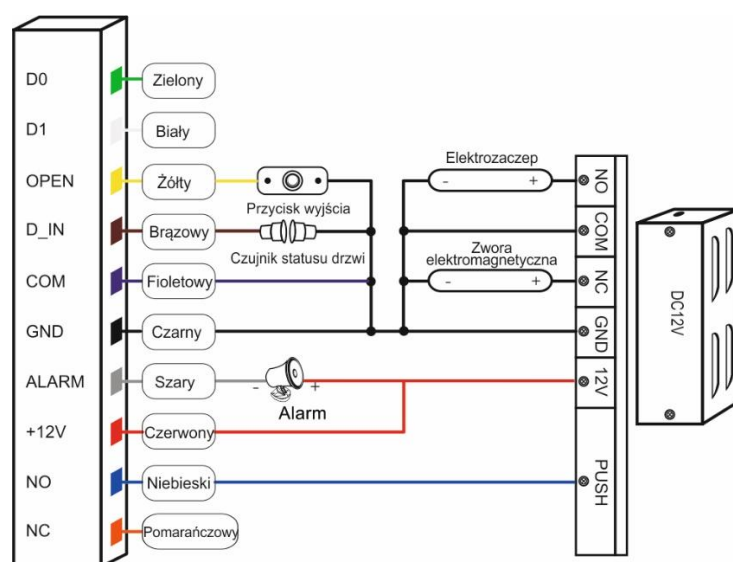 D0
Zielony
D1
Biały
OPEN
Żółty
Przycisk wyjścia
D_IN
Brązowy
Czujnik statusu drzwi
COM
Fioletowy
GND
Czarny
ALARM
Szary
-
+
Alarm
+12V
Czerwony
NO
Niebieski
NC
Pomarańczowy
Elektrozaczep
-
+
Zwora
elektromagnetyczna
-
+
NO
COM
NC
GND
12V
PUSH
DC12V